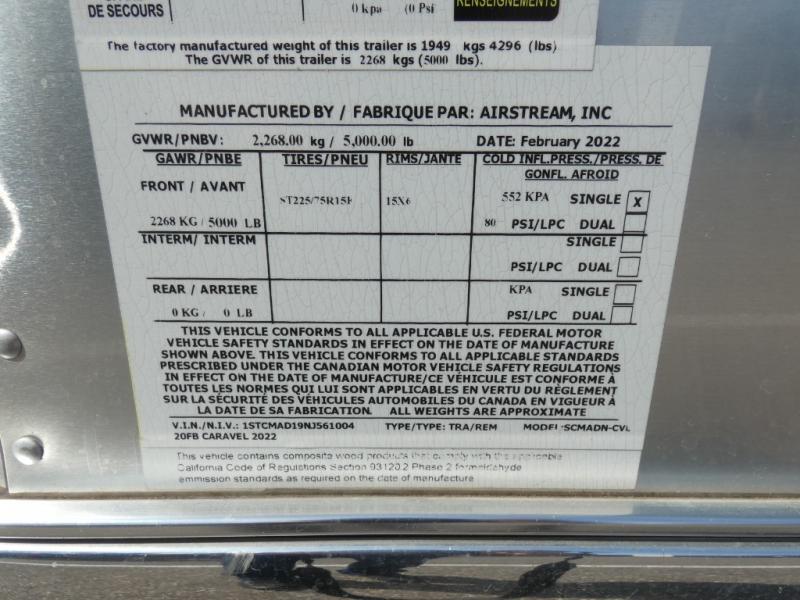 DE SECOURS
0 kpa (0 Psi
RENSEIGNEMENTS
The factory manufactured weight of this trailer is 1949 kgs 4296 (lbs)
The GVWR of this trailer is 2268 kgs (5000 lbs).
MANUFACTURED BY / FABRIQUE PAR: AIRSTREAM, INC
GVWR/PNBV: 2,268.00 kg / 5,000.00 lb DATE: February 2022
GAWR/PNBE TIRES/PNEU RIMS/JANTE COLD INFL.PRESS./PRESS. DE
GONFL. AFROID
FRONT / AVANT ST225/75R15F 15X6 552 KPA SINGLE X
2268 KG / 5000 LB 80 PSI/LPC DUAL
INTERM/ INTERM SINGLE
PSI/LPC DUAL
REAR / ARRIERE KPA SINGLE
0 KG / 0 LB PSI/LPC DUAL
THIS VEHICLE CONFORMS TO ALL APPLICABLE U.S. FEDERAL MOTOR
VEHICLE SAFETY STANDARDS IN EFFECT ON THE DATE OF MANUFACTURE
SHOWN ABOVE. THIS VEHICLE CONFORMS TO ALL APPLICABLE STANDARDS
PRESCRIBED UNDER THE CANADIAN MOTOR VEHICLE SAFETY REGULATIONS
IN EFFECT ON THE DATE OF MANUFACTURE/CE VÉHICULE EST CONFORME À
TOUTES LES NORMES QUI LUI SONT APPLICABLES EN VERTU DU RÈGLEMENT
SUR LA SÉCURITÉ DES VÉHICULES AUTOMOBILES DU CANADA EN VIGUEUR À
LA DATE DE SA FABRICATION. ALL WEIGHTS ARE APPROXIMATE
V.I.N./N.I.V.: 1STCMAD19NJ561004 TYPE/TYPE: TRA/REM MODEL:SCMADN-CVL
20FB CARAVEL 2022
This vehicle contains composite wood products that comply with the applicable
California Code of Regulations Section 93120.2 Phase 2 formaldehyde
emmission standards as required on the date of manufacture